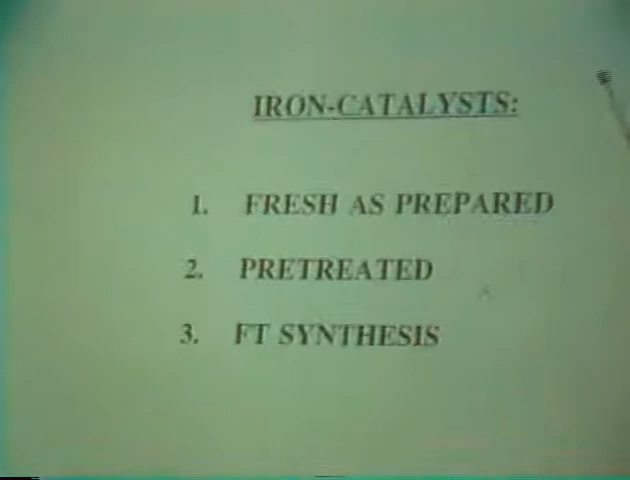 IRON-CATALYSTS:
1. FRESH AS PREPARED
2. PRETREATED
3. FT SYNTHESIS